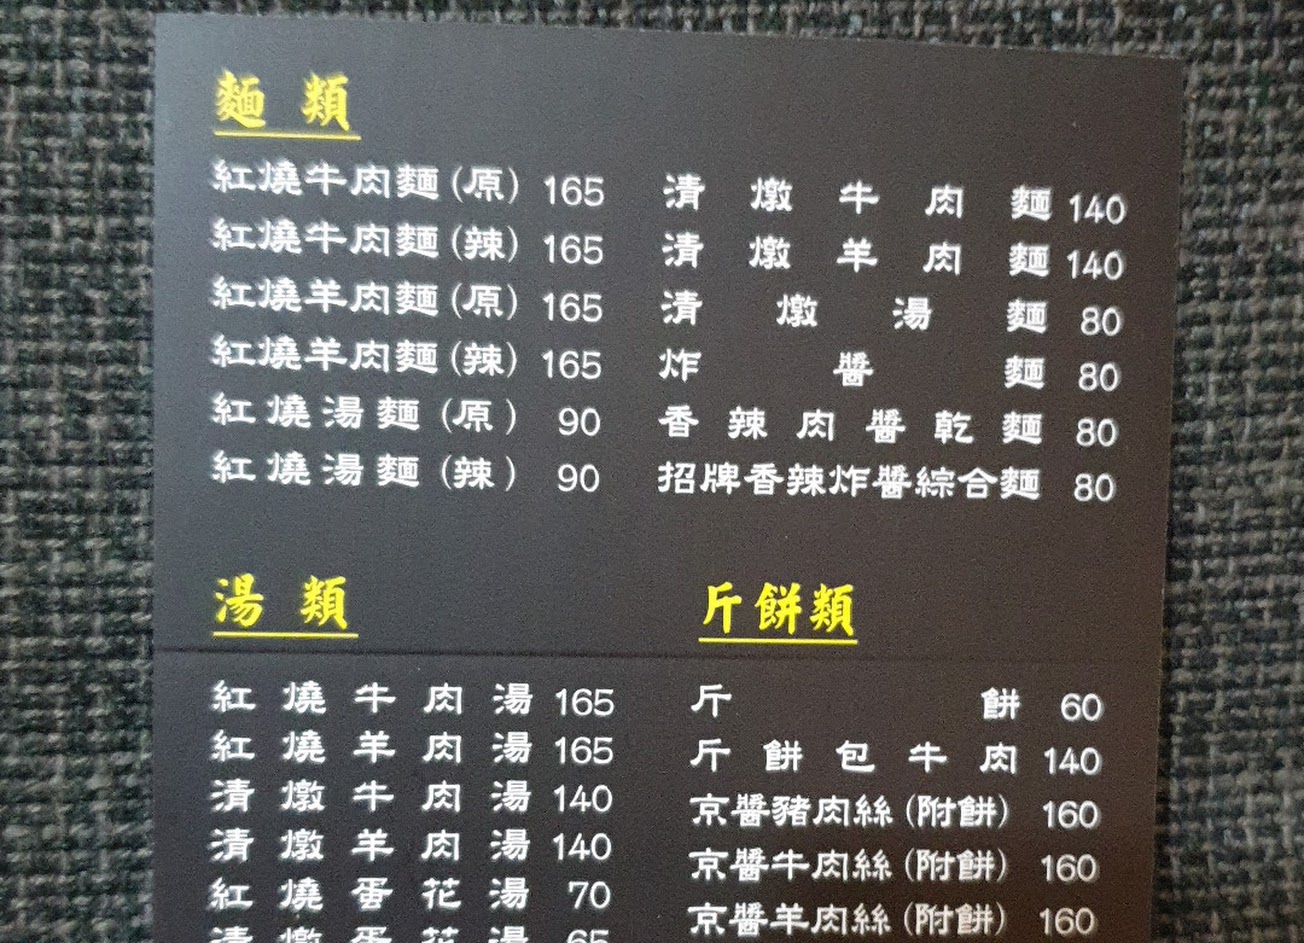 麵類
紅燒牛肉麵(原) 165
紅燒牛肉麵(辣) 165
紅燒羊肉麵(原) 165
紅燒羊肉麵(辣) 165
紅燒湯麵(原) 90
紅燒湯麵(辣) 90
清燉牛肉麵 140
清燉羊肉麵 140
清燉湯麵 80
炸醬麵 80
香辣肉醬乾麵 80
招牌香辣炸醬綜合麵 80
湯類
紅燒牛肉湯 165
紅燒羊肉湯 165
清燉牛肉湯 140
清燉羊肉湯 140
紅燒蛋花湯 70
清燉蛋花湯 65
斤餅類
斤餅 60
斤餅包牛肉 140
京醬豬肉絲(附餅) 160
京醬牛肉絲(附餅) 160
京醬羊肉絲(附餅) 160